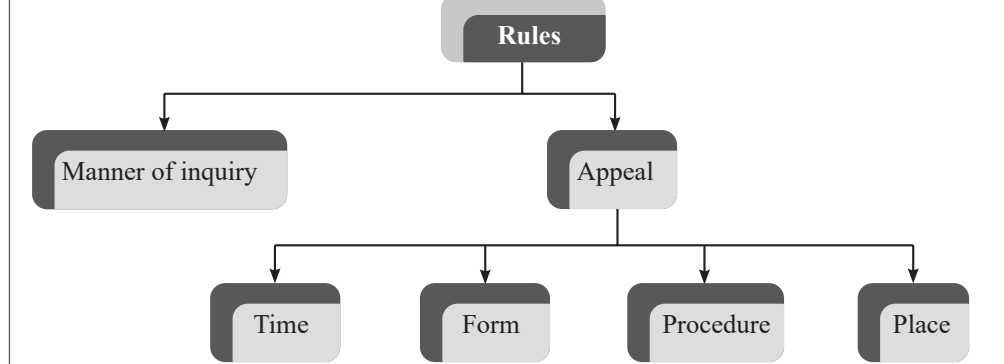 Rules
Manner of inquiry
Appeal
Time
Form
Procedure
Place